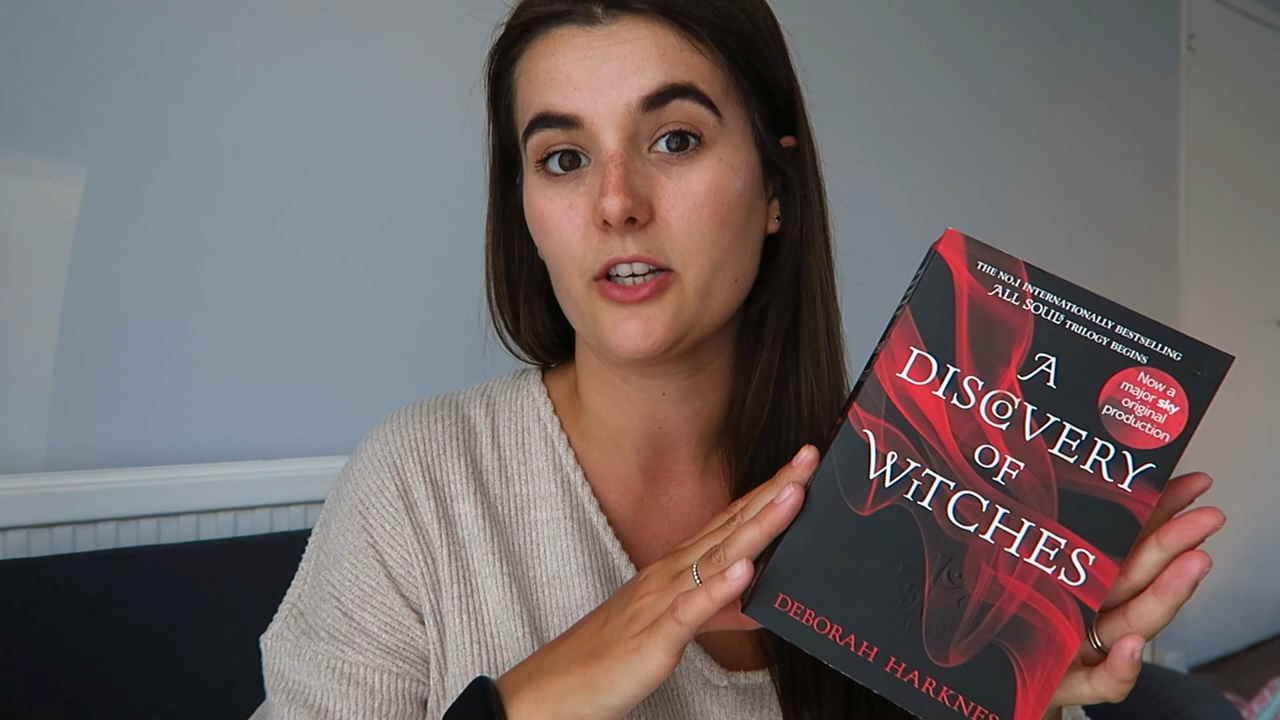 THE NO.1 INTERNATIONALLY BESTSELLING
ALL SOULS TRILOGY BEGINS
A
DISCOVERY
OF
WITCHES
Now a
major sky
original
production
DEBORAH HARKNES